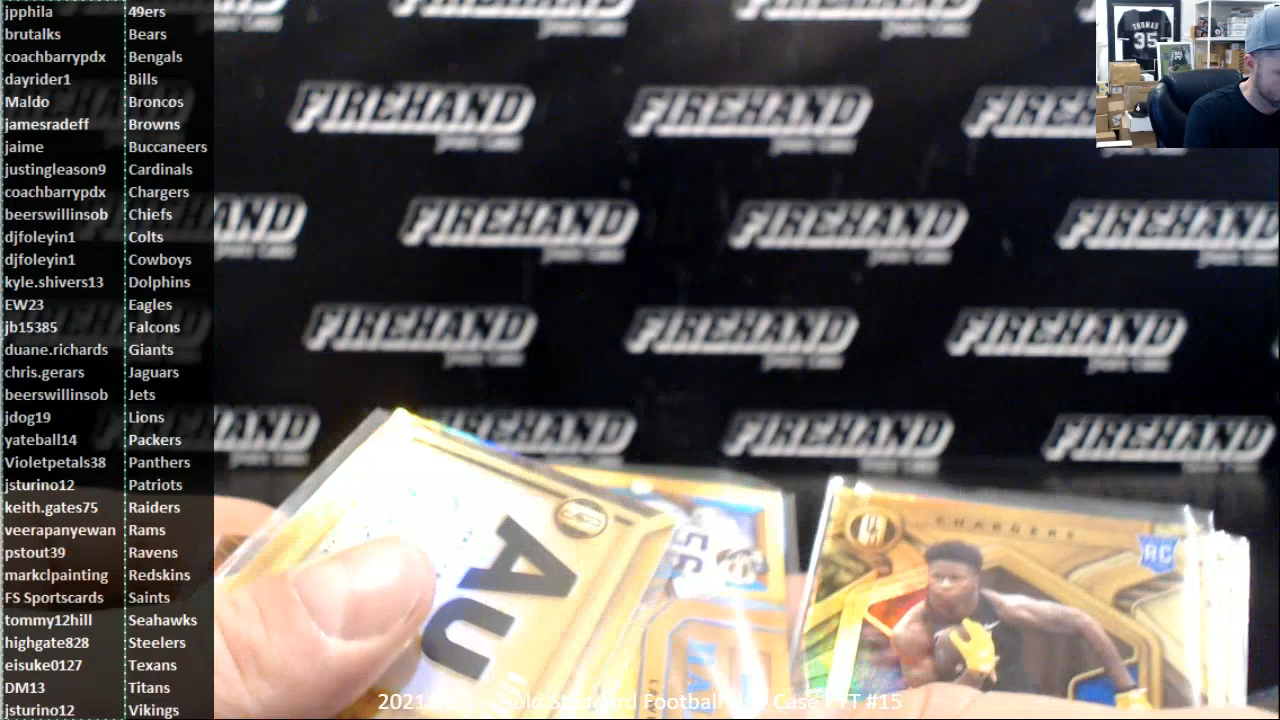 jpphila 49ers
brutalks Bears
coachbarrypdx Bengals
dayrider1 Bills
Maldo Broncos
jamesradeff Browns
jaime Buccaneers
justingleason9 Cardinals
coachbarrypdx Chargers
beerswillinsob Chiefs
djfoleyin1 Colts
djfoleyin1 Cowboys
kyle.shivers13 Dolphins
EW23 Eagles
jb15385 Falcons
duane.richards Giants
chris.gerars Jaguars
beerswillinsob Jets
jdog19 Lions
yateball14 Packers
Violetpetals38 Panthers
jsturino12 Patriots
keith.gates75 Raiders
veerapanyewan Rams
pstout39 Ravens
markclpainting Redskins
FS Sportscards Saints
tommy12hill Seahawks
highgate828 Steelers
eisuke0127 Texans
DM13 Titans
jsturino12 Vikings
THOMAS
35
FIREHAND FIREHAND FIREHAND
FIREHAND FIREHAND FIREHAND
FIREHAND FIREHAND FIREHAND
FIREHAND FIREHAND
AU
56
CHARGERS
RC
2021 Football Case #15